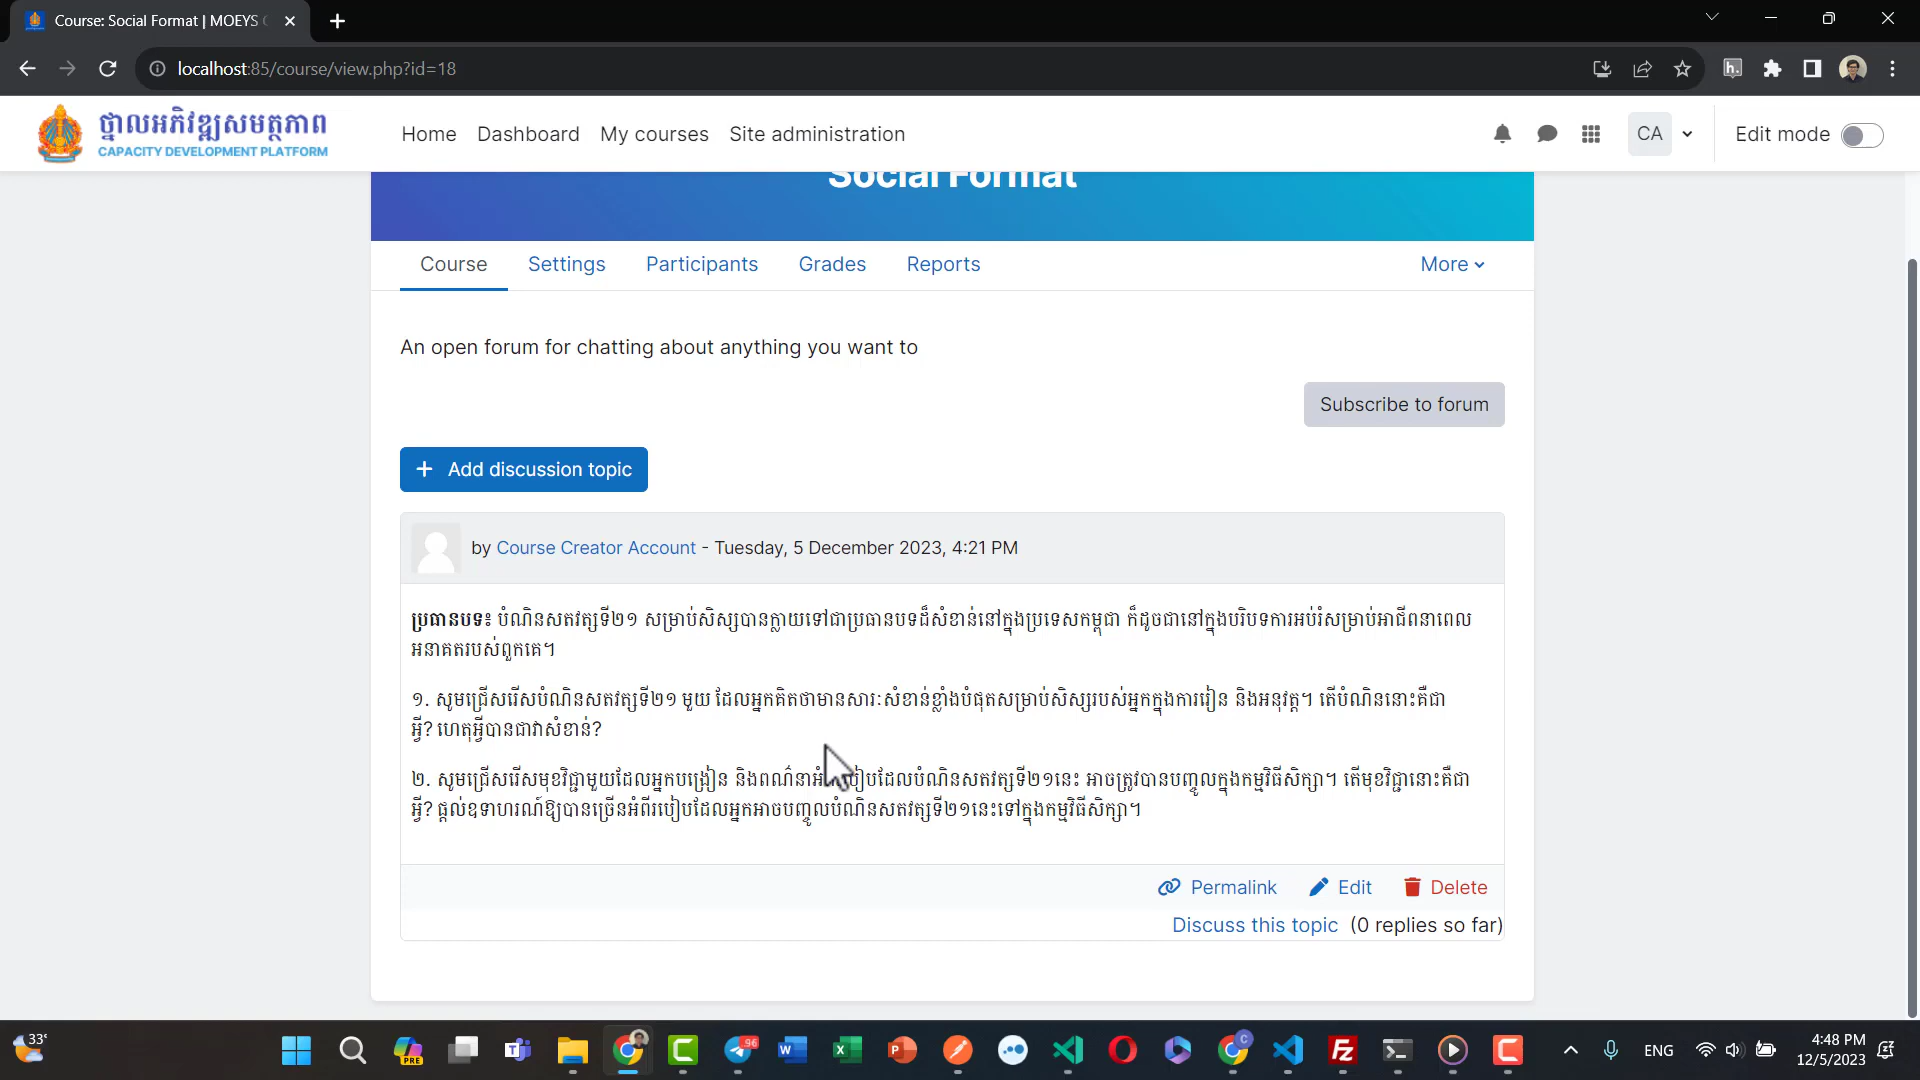 Course: Social Format | MOEYS
localhost:85/course/view.php?id=18
ថ្នាលអភិវឌ្ឍសមត្ថភាព
CAPACITY DEVELOPMENT PLATFORM
Home Dashboard My courses Site administration
CA
Edit mode
Social Format
Course Settings Participants Grades Reports More
An open forum for chatting about anything you want to
Subscribe to forum
+ Add discussion topic
by Course Creator Account - Tuesday, 5 December 2023, 4:21 PM
ប្រធានបទ៖ បំណិនសតវត្សទី២១ សម្រាប់សិស្សបានក្លាយទៅជាប្រធានបទដ៏សំខាន់នៅក្នុងប្រទេសកម្ពុជា ក៏ដូចជានៅក្នុងបរិបទការអប់រំសម្រាប់អាជីពនាពេល
អនាគតរបស់ពួកគេ។
១. សូមជ្រើសរើសបំណិនសតវត្សទី២១ មួយ ដែលអ្នកគិតថាមានសារៈសំខាន់ខ្លាំងបំផុតសម្រាប់សិស្សរបស់អ្នកក្នុងការរៀន និងអនុវត្ត។ តើបំណិននោះគឺជា
អ្វី? ហេតុអ្វីបានជាវាសំខាន់?
២. សូមជ្រើសរើសមុខវិជ្ជាមួយដែលអ្នកបង្រៀន និងពណ៌នាអំពីរបៀបដែលបំណិនសតវត្សទី២១នេះ អាចត្រូវបានបញ្ចូលក្នុងកម្មវិធីសិក្សា។ តើមុខវិជ្ជានោះគឺជា
អ្វី? ផ្តល់ឧទាហរណ៍ឱ្យបានច្រើនអំពីរបៀបដែលអ្នកអាចបញ្ចូលបំណិនសតវត្សទី២១នេះទៅក្នុងកម្មវិធីសិក្សា។
Permalink Edit Delete
Discuss this topic (0 replies so far)
33°
PRE
96
ENG
4:48 PM
12/5/2023